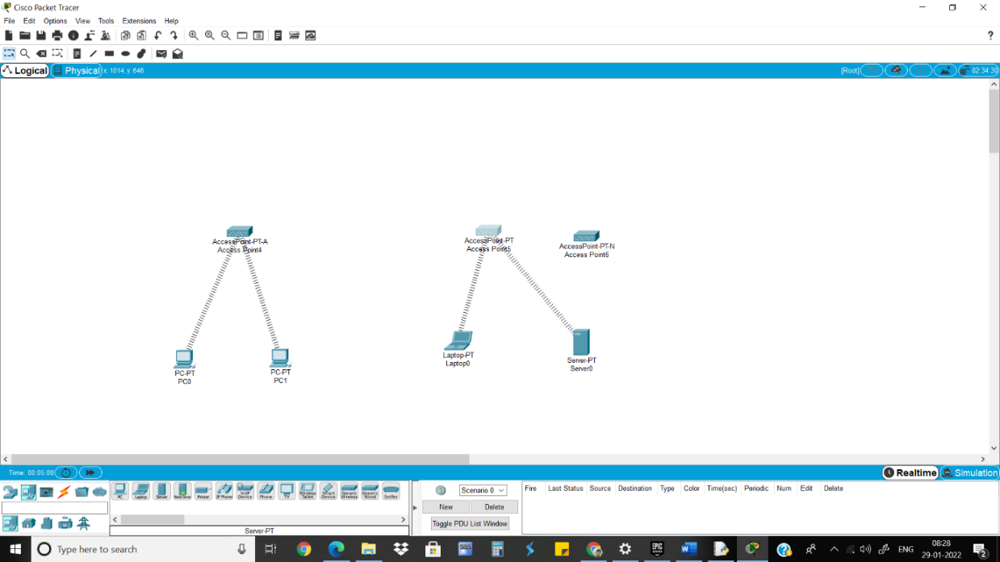 Cisco Packet Tracer
File Edit Options View Tools Extensions Help
?
Logical Physical x: 1014, y: 646 [Root] 02:34:30
AccessPoint-PT-A
Access Point4
AccessPoint-PT
Access Point5
AccessPoint-PT-N
Access Point6
PC-PT
PC0
PC-PT
PC1
Laptop-PT
Laptop0
Server-PT
Server0
Time: 00:05:08 Realtime Simulation
PC Laptop Server Printer IP Phone VoIP Device Phone TV Wireless Tablet Smart Device Generic Wireless Generic Wired Sniffer
Server-PT
Scenario 0
New Delete
Toggle PDU List Window
Fire Last Status Source Destination Type Color Time(sec) Periodic Num Edit Delete
Type here to search
SAS
EPIC
W
ENG
08:28
29-01-2022
2